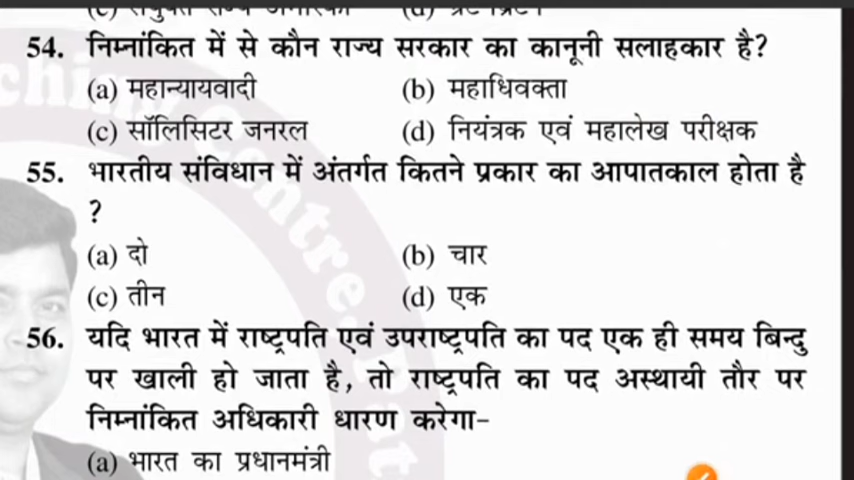 54. निम्नांकित में से कौन राज्य सरकार का कानूनी सलाहकार है?
(a) महान्यायवादी (b) महाधिवक्ता
(c) सॉलिसिटर जनरल (d) नियंत्रक एवं महालेख परीक्षक
55. भारतीय संविधान में अंतर्गत कितने प्रकार का आपातकाल होता है
?
(a) दो (b) चार
(c) तीन (d) एक
56. यदि भारत में राष्ट्रपति एवं उपराष्ट्रपति का पद एक ही समय बिन्दु
पर खाली हो जाता है, तो राष्ट्रपति का पद अस्थायी तौर पर
निम्नांकित अधिकारी धारण करेगा-
(a) भारत का प्रधानमंत्री